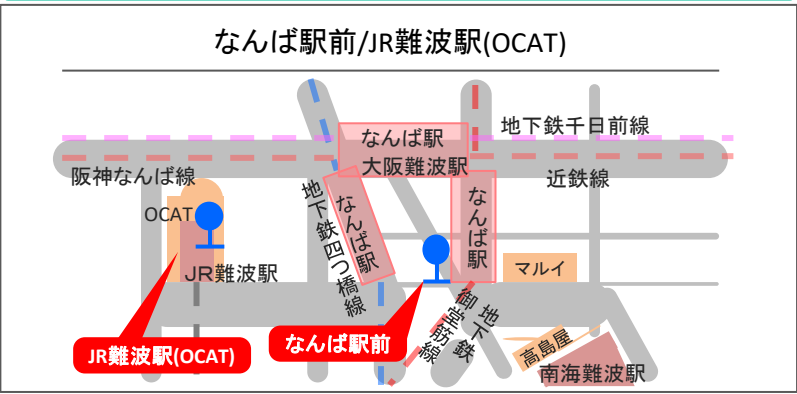 なんば駅前/JR難波駅(OCAT)
なんば駅
大阪難波駅
地下鉄千日前線
阪神なんば線
近鉄線
OCAT
地下鉄四つ橋線
なんば駅
なんば駅
JR難波駅
マルイ
JR難波駅(OCAT)
なんば駅前
地下鉄
御堂筋線
高島屋
南海難波駅